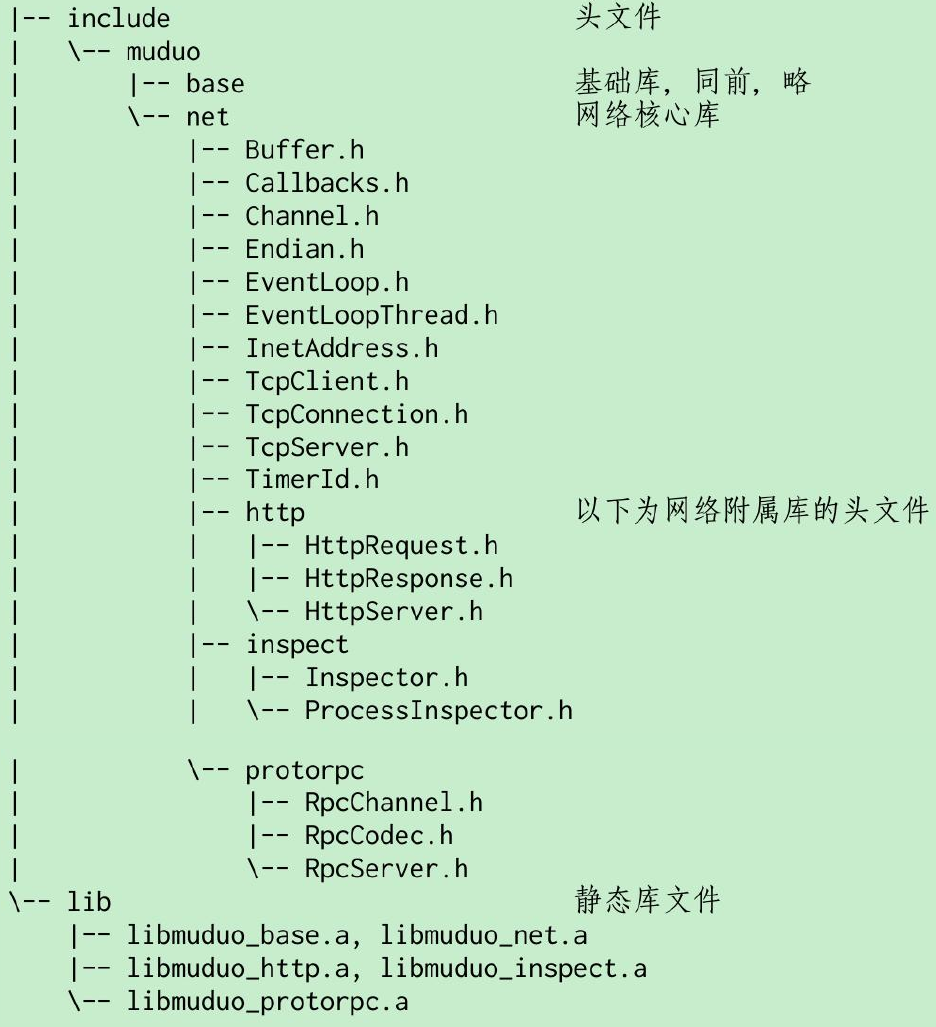 |-- include 头文件
|   \-- muduo
|       |-- base 基础库, 同前, 略
|       \-- net 网络核心库
|           |-- Buffer.h
|           |-- Callbacks.h
|           |-- Channel.h
|           |-- Endian.h
|           |-- EventLoop.h
|           |-- EventLoopThread.h
|           |-- InetAddress.h
|           |-- TcpClient.h
|           |-- TcpConnection.h
|           |-- TcpServer.h
|           |-- TimerId.h
|           |-- http 以下为网络附属库的头文件
|           |   |-- HttpRequest.h
|           |   |-- HttpResponse.h
|           |   \-- HttpServer.h
|           |-- inspect
|           |   |-- Inspector.h
|           |   \-- ProcessInspector.h
|           \-- protorpc
|               |-- RpcChannel.h
|               |-- RpcCodec.h
|               \-- RpcServer.h
\-- lib 静态库文件
    |-- libmuduo_base.a, libmuduo_net.a
    |-- libmuduo_http.a, libmuduo_inspect.a
    \-- libmuduo_protorpc.a